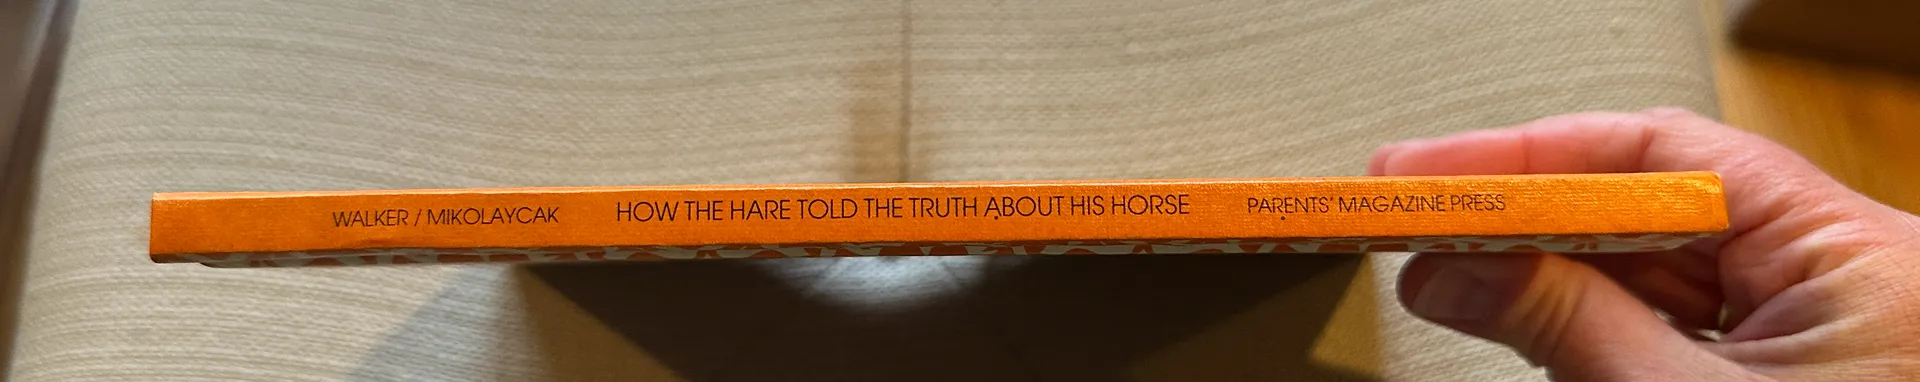 WALKER / MIKOLAYCAK HOW THE HARE TOLD THE TRUTH ABOUT HIS HORSE PARENTS' MAGAZINE PRESS